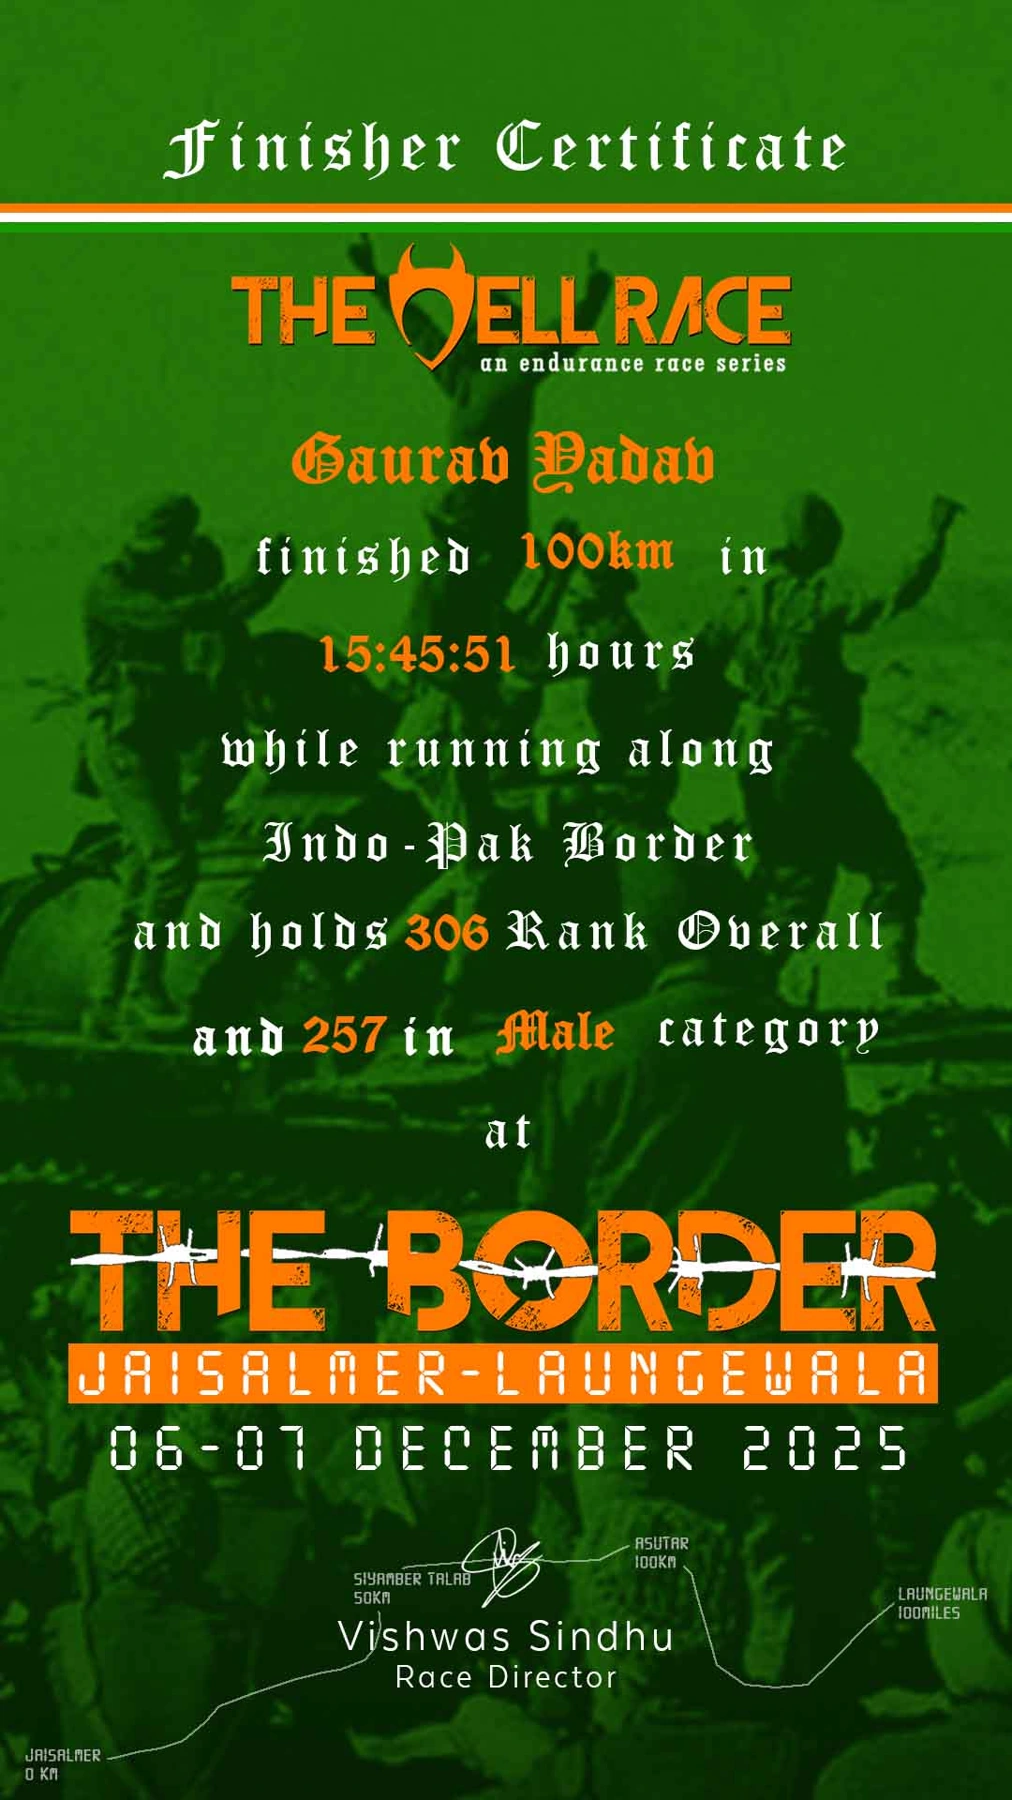 Finisher Certificate
THE HELL RACE
an endurance race series
Gaurav Yadav
finished 100km in
15:45:51 hours
while running along
Indo-Pak Border
and holds 306 Rank Overall
and 257 in Male category
at
THE BORDER
JAISALMER-LAUNGEWALA
06-07 DECEMBER 2025
ASUTAR
100KM
SIYAMBER TALAB
50KM
LAUNGEWALA
100MILES
Vishwas Sindhu
Race Director
JAISALMER
0 KM